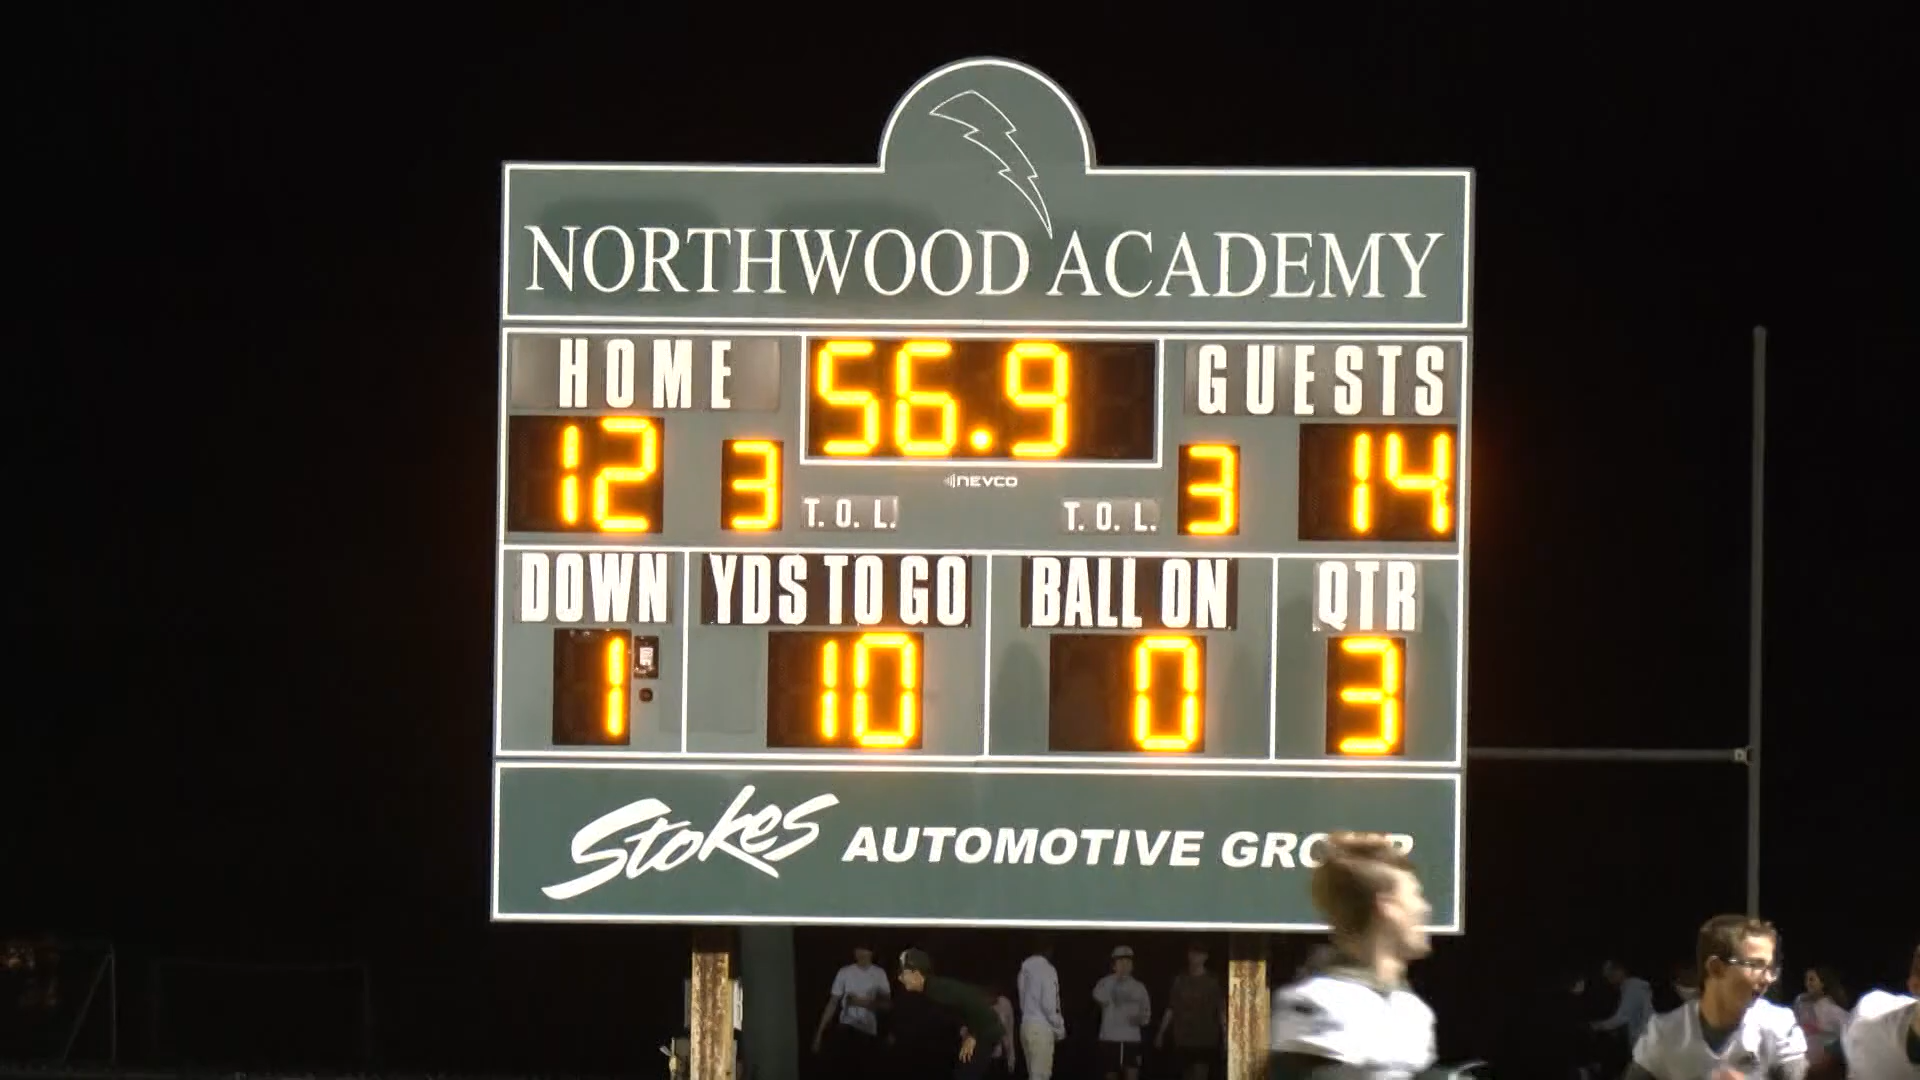 NORTHWOOD ACADEMY
HOME 56.9 GUESTS
12 3 T.O.L. NEVCO T.O.L. 3 14
DOWN YDS TO GO BALL ON QTR
1 10 0 3
Stokes AUTOMOTIVE GROUP